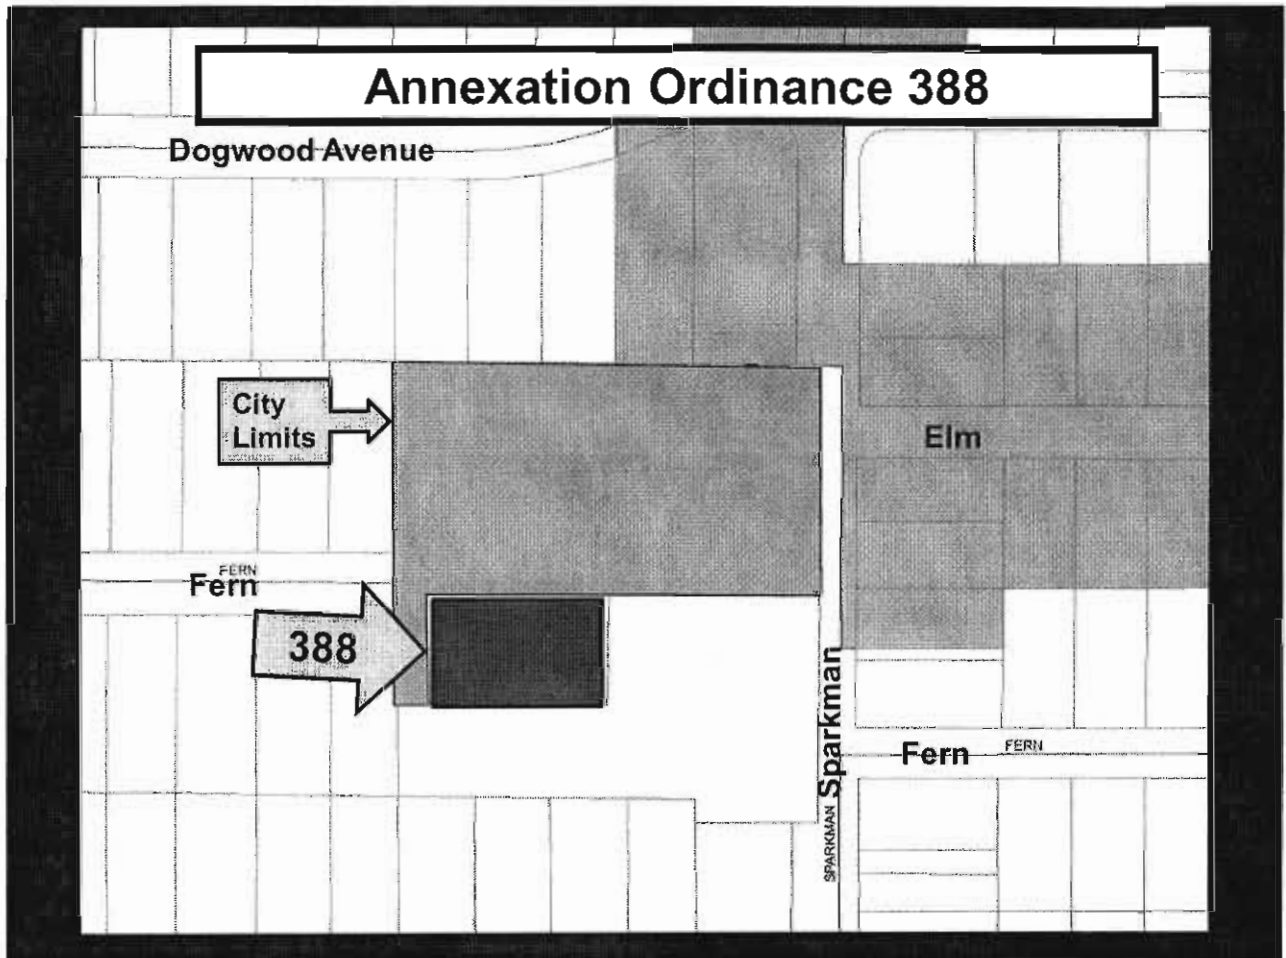 Annexation Ordinance 388
Dogwood Avenue
City
Limits
Elm
FERN
Fern
388
Sparkman
Fern
FERN
SPARKMAN